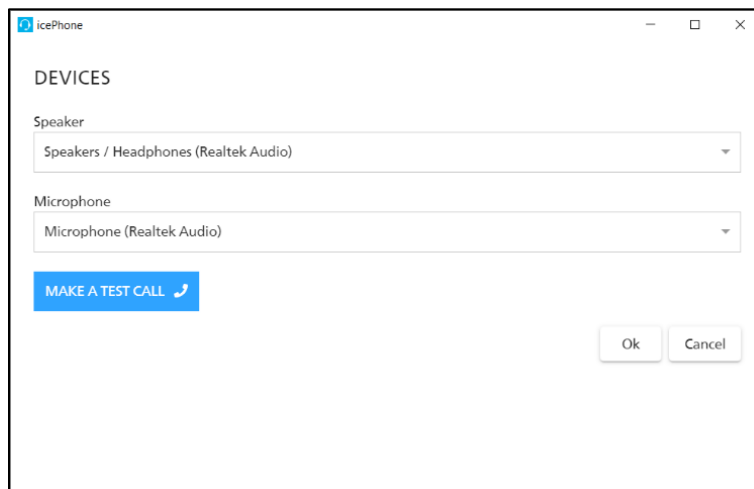 icePhone
DEVICES
Speaker
Speakers / Headphones (Realtek Audio)
Microphone
Microphone (Realtek Audio)
MAKE A TEST CALL
Ok Cancel